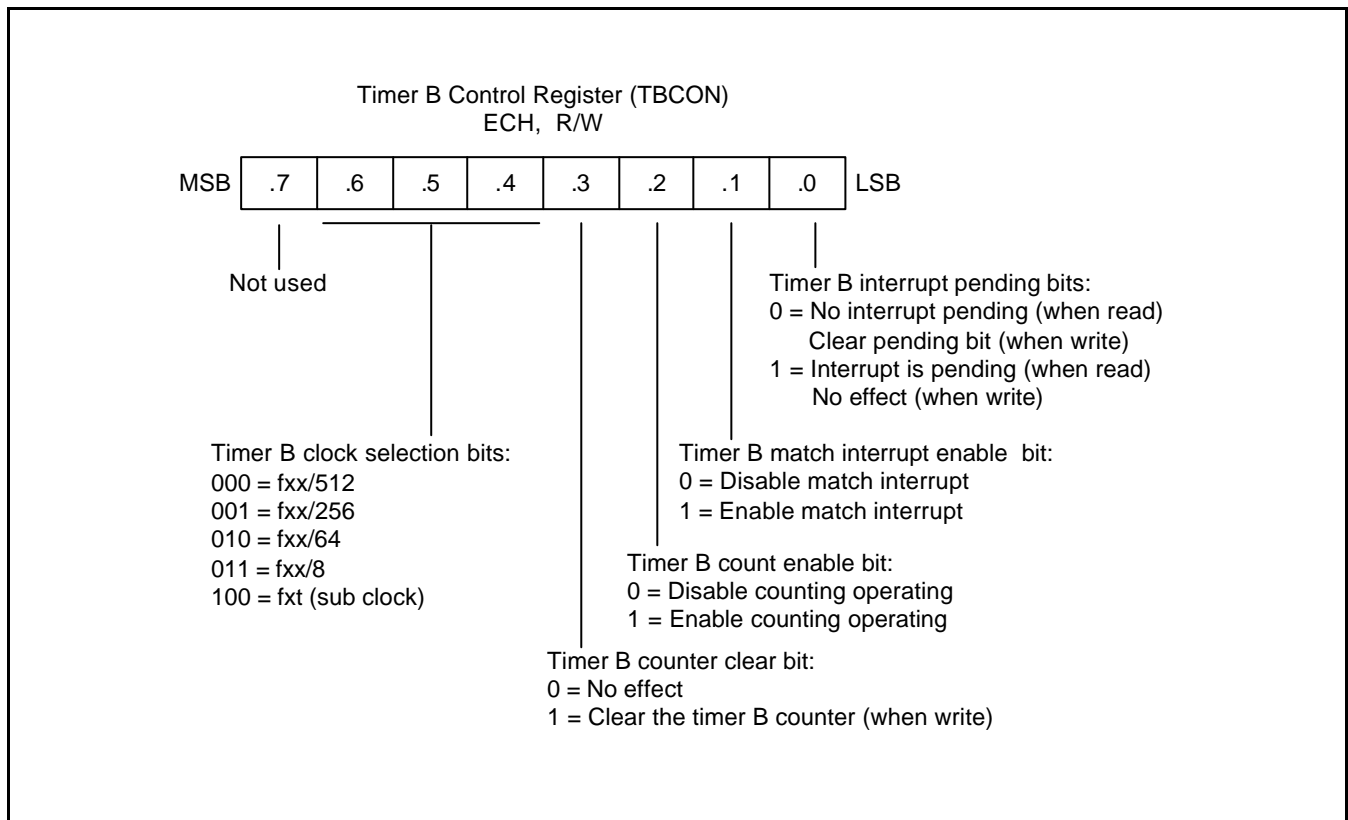 Timer B Control Register (TBCON)
ECH, R/W
MSB .7 .6 .5 .4 .3 .2 .1 .0 LSB
Not used
Timer B interrupt pending bits:
0 = No interrupt pending (when read)
Clear pending bit (when write)
1 = Interrupt is pending (when read)
No effect (when write)
Timer B clock selection bits:
000 = fxx/512
001 = fxx/256
010 = fxx/64
011 = fxx/8
100 = fxt (sub clock)
Timer B match interrupt enable bit:
0 = Disable match interrupt
1 = Enable match interrupt
Timer B count enable bit:
0 = Disable counting operating
1 = Enable counting operating
Timer B counter clear bit:
0 = No effect
1 = Clear the timer B counter (when write)